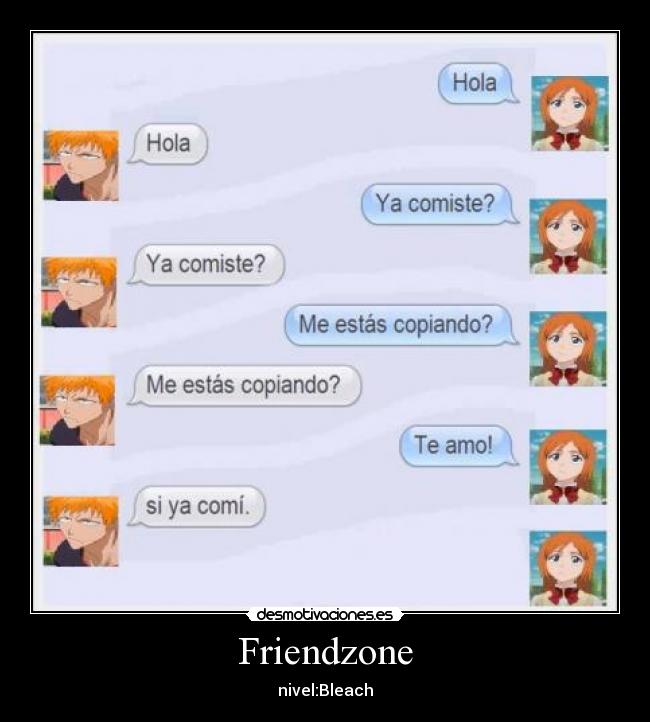 Hola
Hola
Ya comiste?
Ya comiste?
Me estás copiando?
Me estás copiando?
Te amo!
si ya comí.
desmotivaciones.es
Friendzone
nivel:Bleach